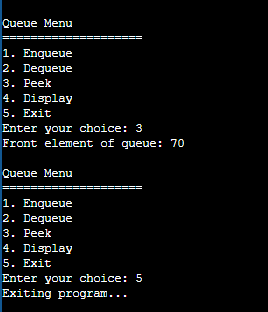 Queue Menu
====================
1. Enqueue
2. Dequeue
3. Peek
4. Display
5. Exit
Enter your choice: 3
Front element of queue: 70
Queue Menu
====================
1. Enqueue
2. Dequeue
3. Peek
4. Display
5. Exit
Enter your choice: 5
Exiting program...